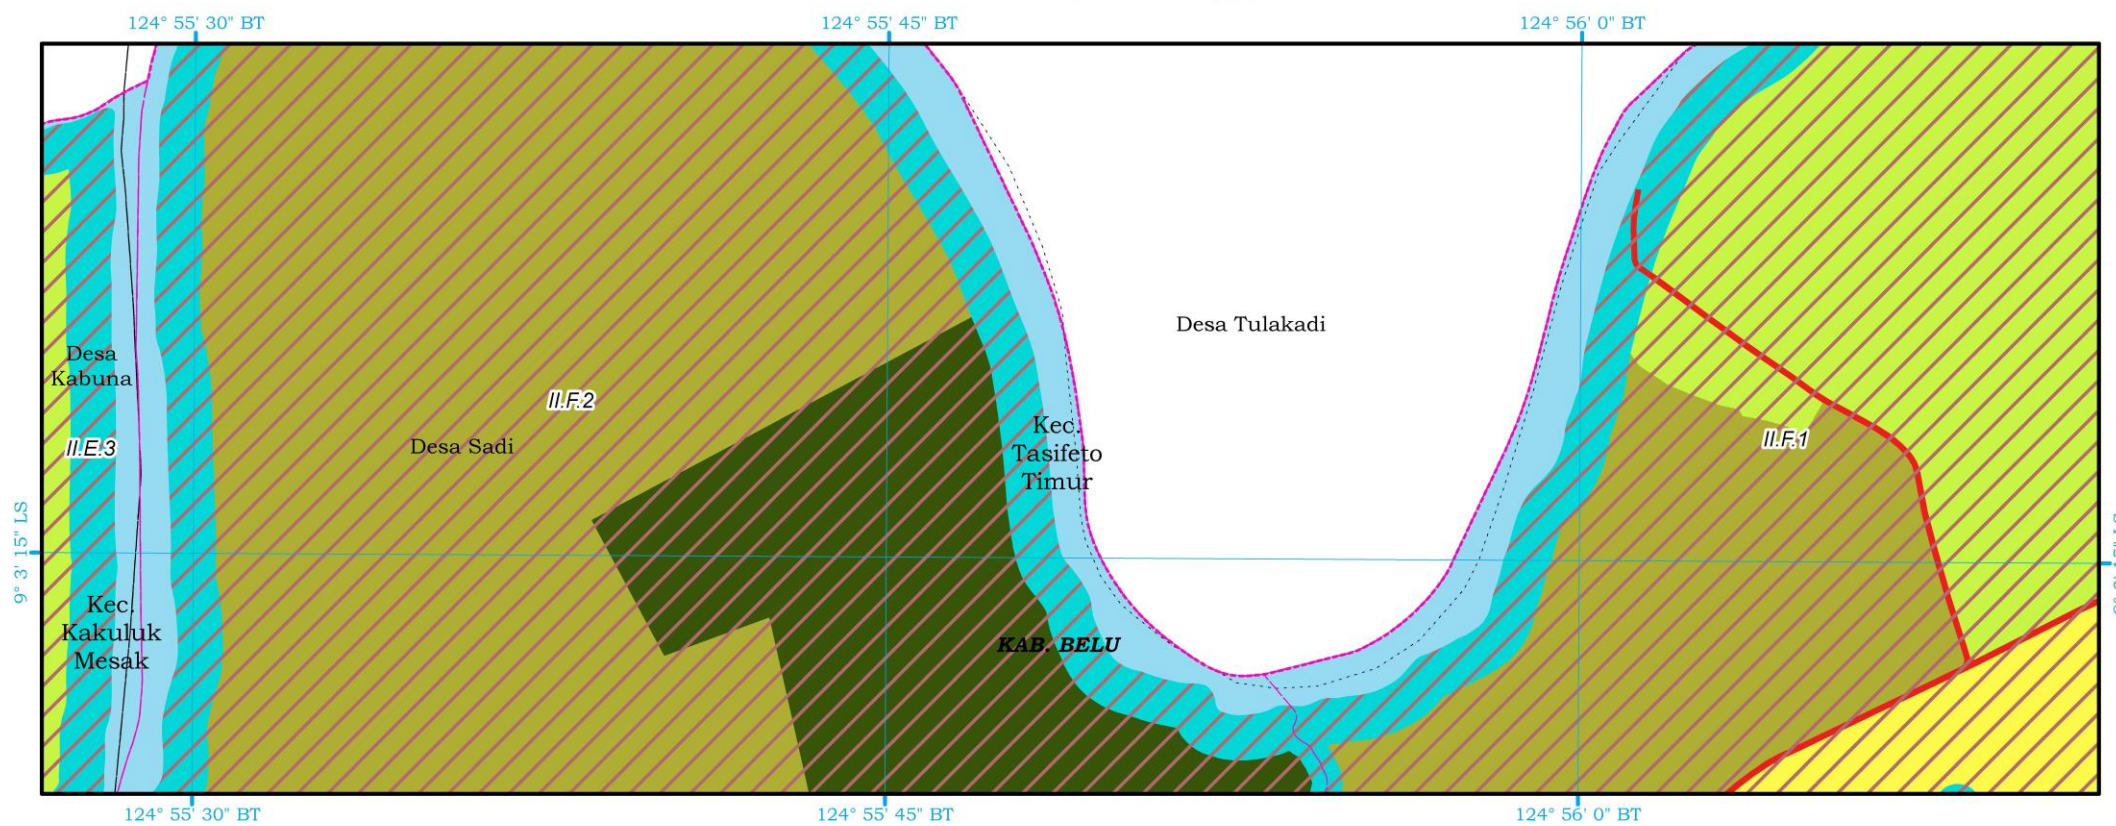 124° 55' 30" BT
124° 55' 45" BT
124° 56' 0" BT
Desa Tulakadi
Desa
Kabuna
II.F.2
Desa Sadi
II.E.3
Kec.
Tasifeto
Timur
II.F.1
9° 3' 15" LS
Kec.
Kakuluk
Mesak
KAB. BELU
124° 55' 30" BT
124° 55' 45" BT
124° 56' 0" BT